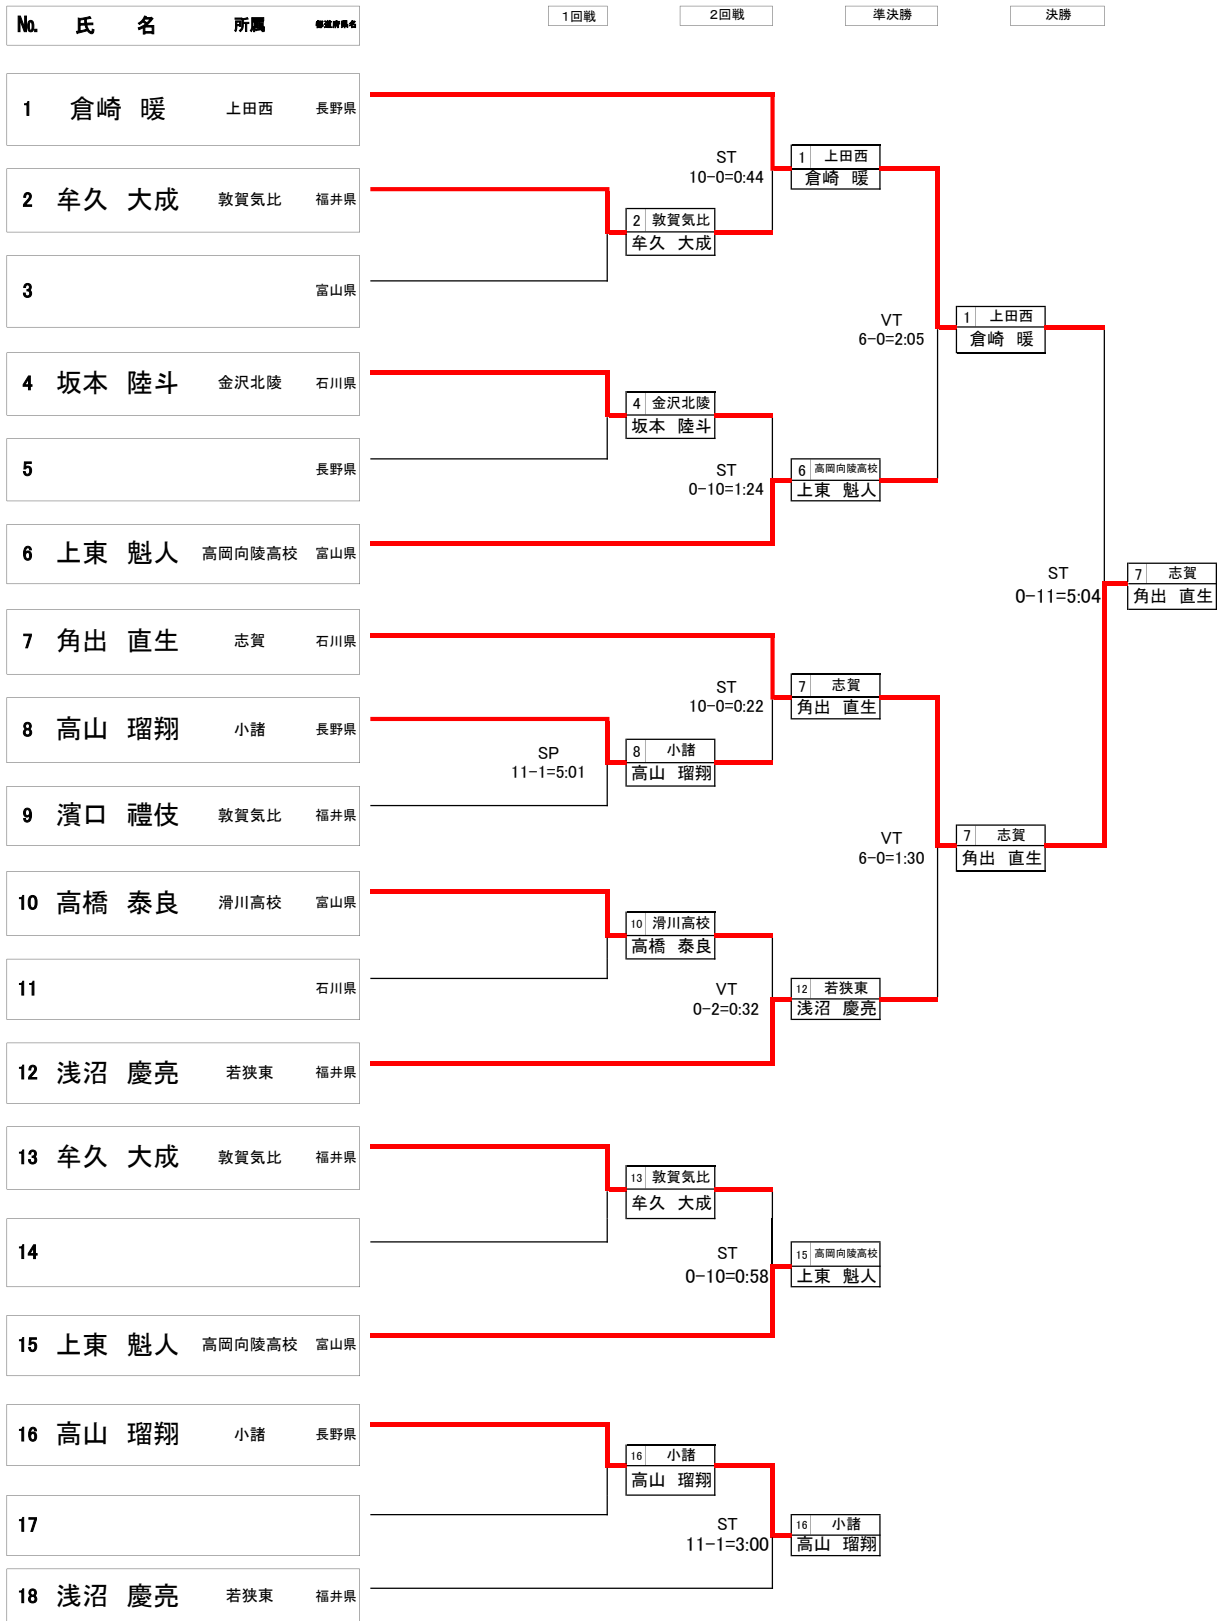 No. 氏 名 所属 都道府県名 1回戦 2回戦 準決勝 決勝
1 倉崎 暖 上田西 長野県
ST
10-0=0:44
1 上田西
倉崎 暖
2 牟久 大成 敦賀気比 福井県
2 敦賀気比
牟久 大成
3 富山県
VT
6-0=2:05
1 上田西
倉崎 暖
4 坂本 陸斗 金沢北陵 石川県
4 金沢北陵
坂本 陸斗
5 長野県
ST
0-10=1:24
6 高岡向陵高校
上東 魁人
6 上東 魁人 高岡向陵高校 富山県
ST
0-11=5:04
7 志賀
角出 直生
7 角出 直生 志賀 石川県
ST
10-0=0:22
7 志賀
角出 直生
8 高山 瑠翔 小諸 長野県
SP
11-1=5:01
8 小諸
高山 瑠翔
9 濱口 禮伎 敦賀気比 福井県
VT
6-0=1:30
7 志賀
角出 直生
10 高橋 泰良 滑川高校 富山県
10 滑川高校
高橋 泰良
11 石川県
VT
0-2=0:32
12 若狭東
浅沼 慶亮
12 浅沼 慶亮 若狭東 福井県
13 牟久 大成 敦賀気比 福井県
13 敦賀気比
牟久 大成
14
ST
0-10=0:58
15 高岡向陵高校
上東 魁人
15 上東 魁人 高岡向陵高校 富山県
16 高山 瑠翔 小諸 長野県
16 小諸
高山 瑠翔
17
ST
11-1=3:00
16 小諸
高山 瑠翔
18 浅沼 慶亮 若狭東 福井県